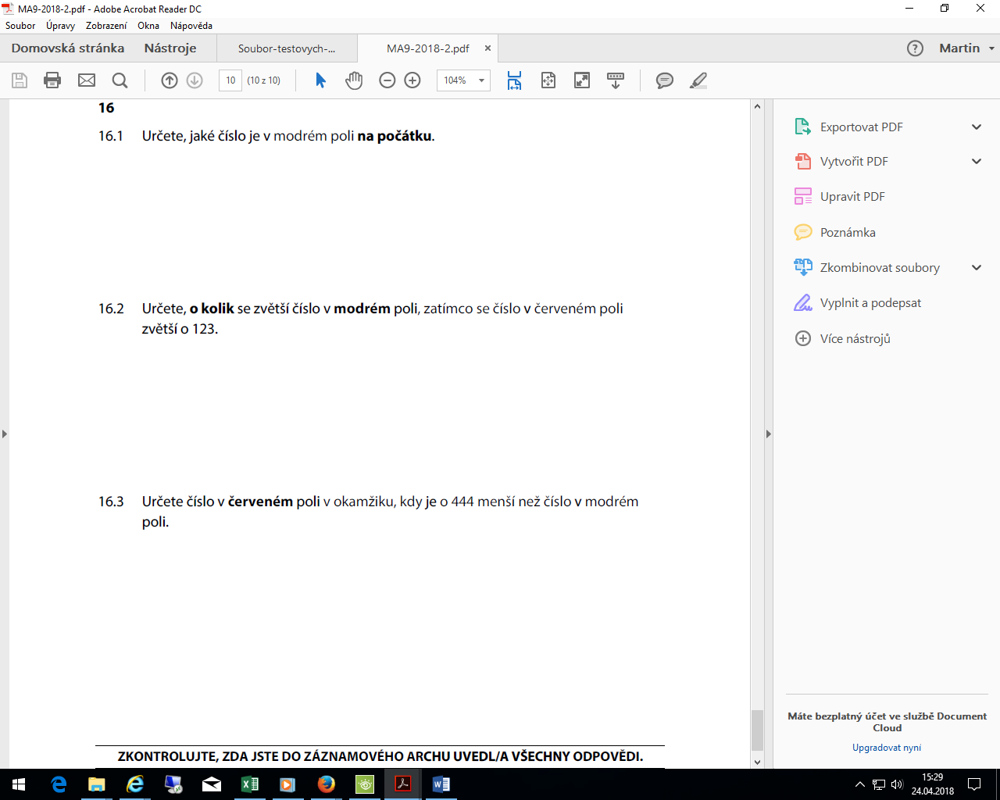 MA9-2018-2.pdf - Adobe Acrobat Reader DC
Soubor Úpravy Zobrazení Okna Nápověda
Domovská stránka Nástroje Soubor-testovych-... MA9-2018-2.pdf × Martin
10 (10 z 10) 104%
16
16.1 Určete, jaké číslo je v modrém poli na počátku.
16.2 Určete, o kolik se zvětší číslo v modrém poli, zatímco se číslo v červeném poli
zvětší o 123.
16.3 Určete číslo v červeném poli v okamžiku, kdy je o 444 menší než číslo v modrém
poli.
ZKONTROLUJTE, ZDA JSTE DO ZÁZNAMOVÉHO ARCHU UVEDL/A VŠECHNY ODPOVĚDI.
Exportovat PDF
Vytvořit PDF
Upravit PDF
Poznámka
Zkombinovat soubory
Vyplnit a podepsat
Více nástrojů
Máte bezplatný účet ve službě Document
Cloud
Upgradovat nyní
15:29
24.04.2018